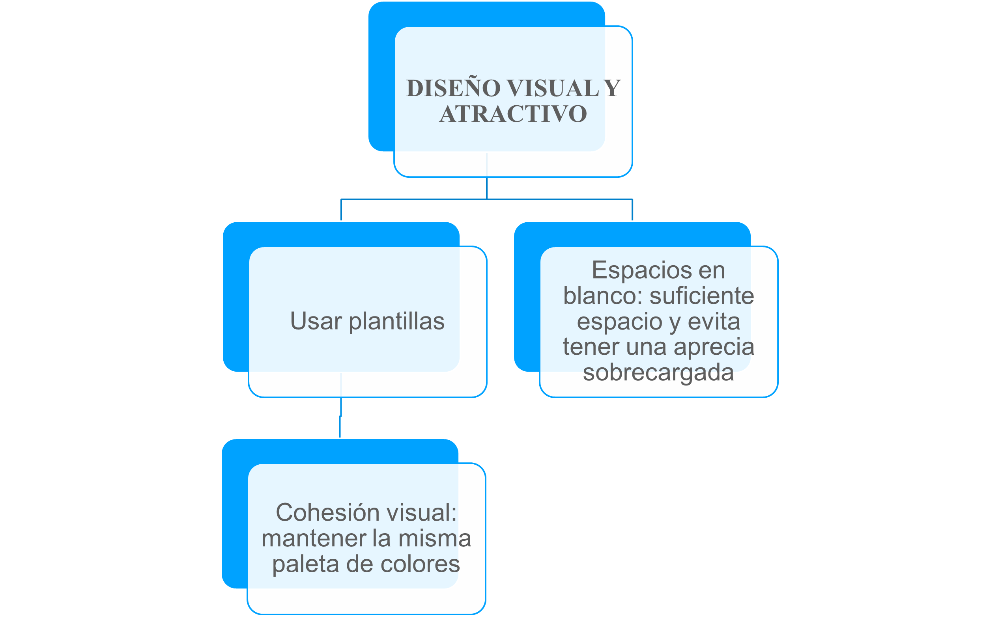 DISEÑO VISUAL Y
ATRACTIVO
Usar plantillas
Espacios en
blanco: suficiente
espacio y evita
tener una aprecia
sobrecargada
Cohesión visual:
mantener la misma
paleta de colores